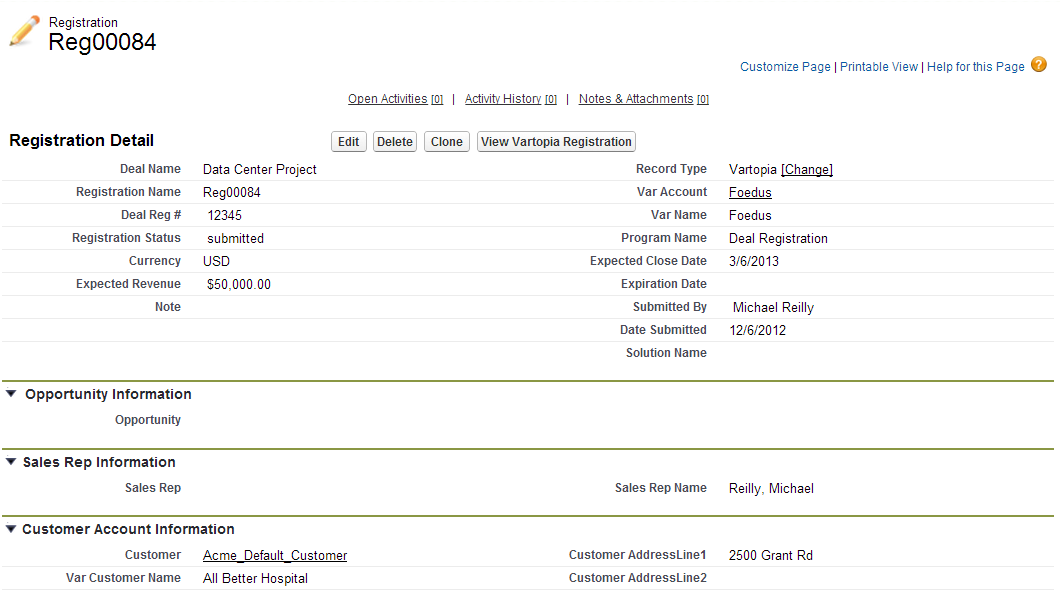 Registration
Reg00084
Customize Page | Printable View | Help for this Page ?
Open Activities [0] | Activity History [0] | Notes & Attachments [0]
Registration Detail Edit Delete Clone View Vartopia Registration
Deal Name Data Center Project Record Type Vartopia [Change]
Registration Name Reg00084 Var Account Foedus
Deal Reg # 12345 Var Name Foedus
Registration Status submitted Program Name Deal Registration
Currency USD Expected Close Date 3/6/2013
Expected Revenue $50,000.00 Expiration Date
Note Submitted By Michael Reilly
Date Submitted 12/6/2012
Solution Name
Opportunity Information
Opportunity
Sales Rep Information
Sales Rep Sales Rep Name Reilly, Michael
Customer Account Information
Customer Acme_Default_Customer Customer AddressLine1 2500 Grant Rd
Var Customer Name All Better Hospital Customer AddressLine2